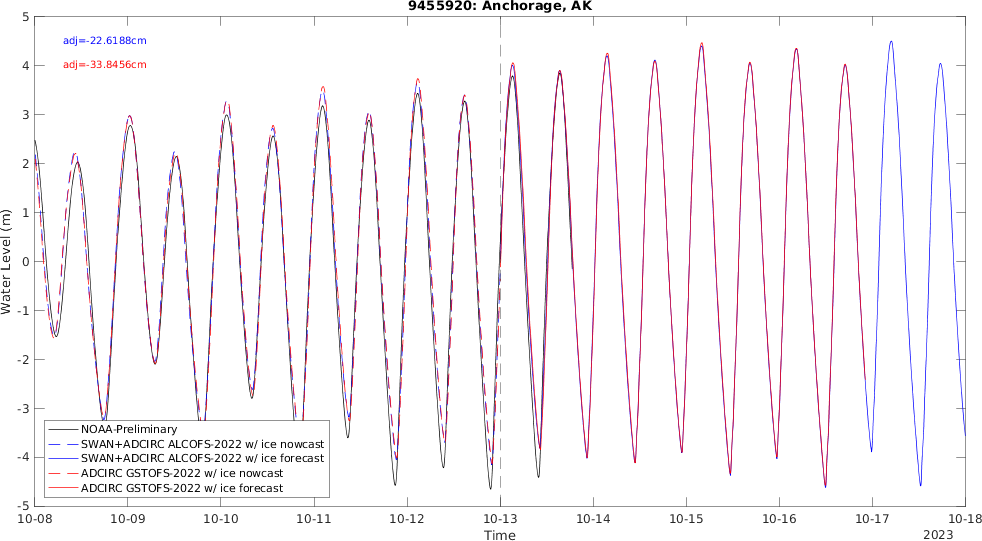 9455920: Anchorage, AK
adj=-22.6188cm
adj=-33.8456cm
5
4
3
2
1
0
-1
-2
-3
-4
-5
Water Level (m)
NOAA-Preliminary
SWAN+ADCIRC ALCOFS-2022 w/ ice nowcast
SWAN+ADCIRC ALCOFS-2022 w/ ice forecast
ADCIRC GSTOFS-2022 w/ ice nowcast
ADCIRC GSTOFS-2022 w/ ice forecast
10-08 10-09 10-10 10-11 10-12 10-13 10-14 10-15 10-16 10-17 10-18
Time
2023